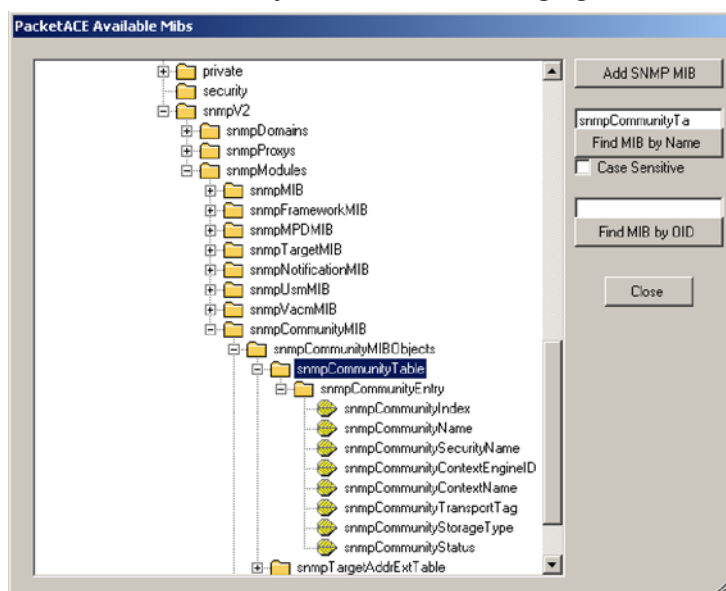 PacketACE Available Mibs
private
security
snmpV2
snmpDomains
snmpProxys
snmpModules
snmpMIB
snmpFrameworkMIB
snmpMPDMIB
snmpTargetMIB
snmpNotificationMIB
snmpUsmMIB
snmpVacmMIB
snmpCommunityMIB
snmpCommunityMIBObjects
snmpCommunityTable
snmpCommunityEntry
snmpCommunityIndex
snmpCommunityName
snmpCommunitySecurityName
snmpCommunityContextEngineID
snmpCommunityContextName
snmpCommunityTransportTag
snmpCommunityStorageType
snmpCommunityStatus
snmpTargetAddrExtTable
Add SNMP MIB
snmpCommunityTa
Find MIB by Name
Case Sensitive
Find MIB by OID
Close